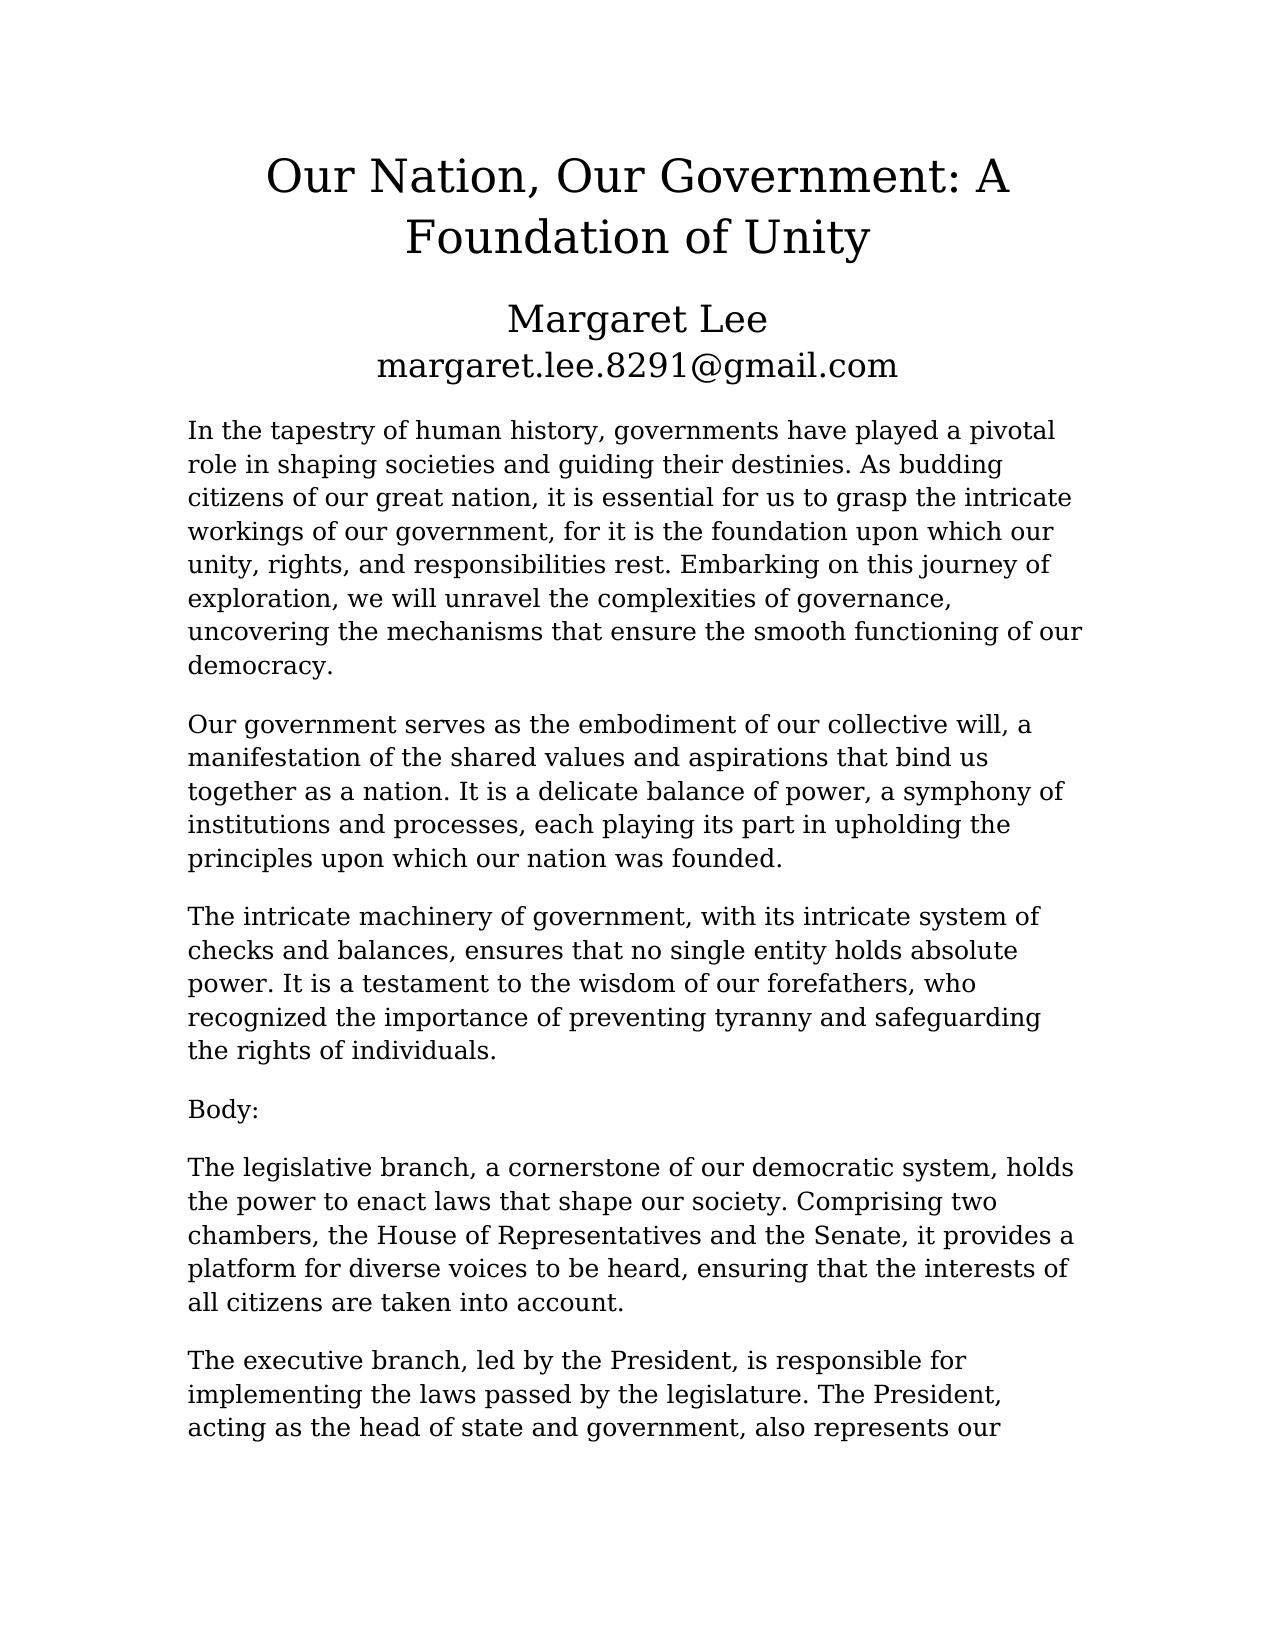 Our Nation, Our Government: A
Foundation of Unity
Margaret Lee
margaret.lee.8291@gmail.com
In the tapestry of human history, governments have played a pivotal
role in shaping societies and guiding their destinies. As budding
citizens of our great nation, it is essential for us to grasp the intricate
workings of our government, for it is the foundation upon which our
unity, rights, and responsibilities rest. Embarking on this journey of
exploration, we will unravel the complexities of governance,
uncovering the mechanisms that ensure the smooth functioning of our
democracy.
Our government serves as the embodiment of our collective will, a
manifestation of the shared values and aspirations that bind us
together as a nation. It is a delicate balance of power, a symphony of
institutions and processes, each playing its part in upholding the
principles upon which our nation was founded.
The intricate machinery of government, with its intricate system of
checks and balances, ensures that no single entity holds absolute
power. It is a testament to the wisdom of our forefathers, who
recognized the importance of preventing tyranny and safeguarding
the rights of individuals.
Body:
The legislative branch, a cornerstone of our democratic system, holds
the power to enact laws that shape our society. Comprising two
chambers, the House of Representatives and the Senate, it provides a
platform for diverse voices to be heard, ensuring that the interests of
all citizens are taken into account.
The executive branch, led by the President, is responsible for
implementing the laws passed by the legislature. The President,
acting as the head of state and government, also represents our